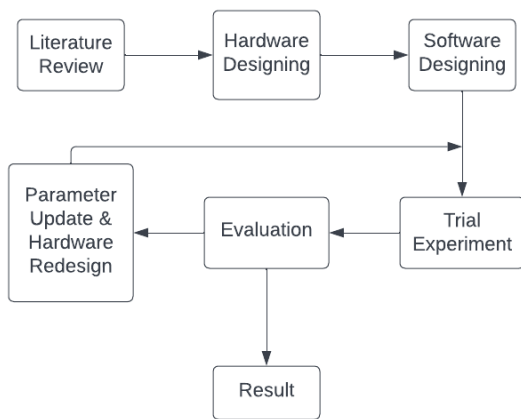 Literature
Review
Hardware
Designing
Software
Designing
Parameter
Update &
Hardware
Redesign
Evaluation
Trial
Experiment
Result